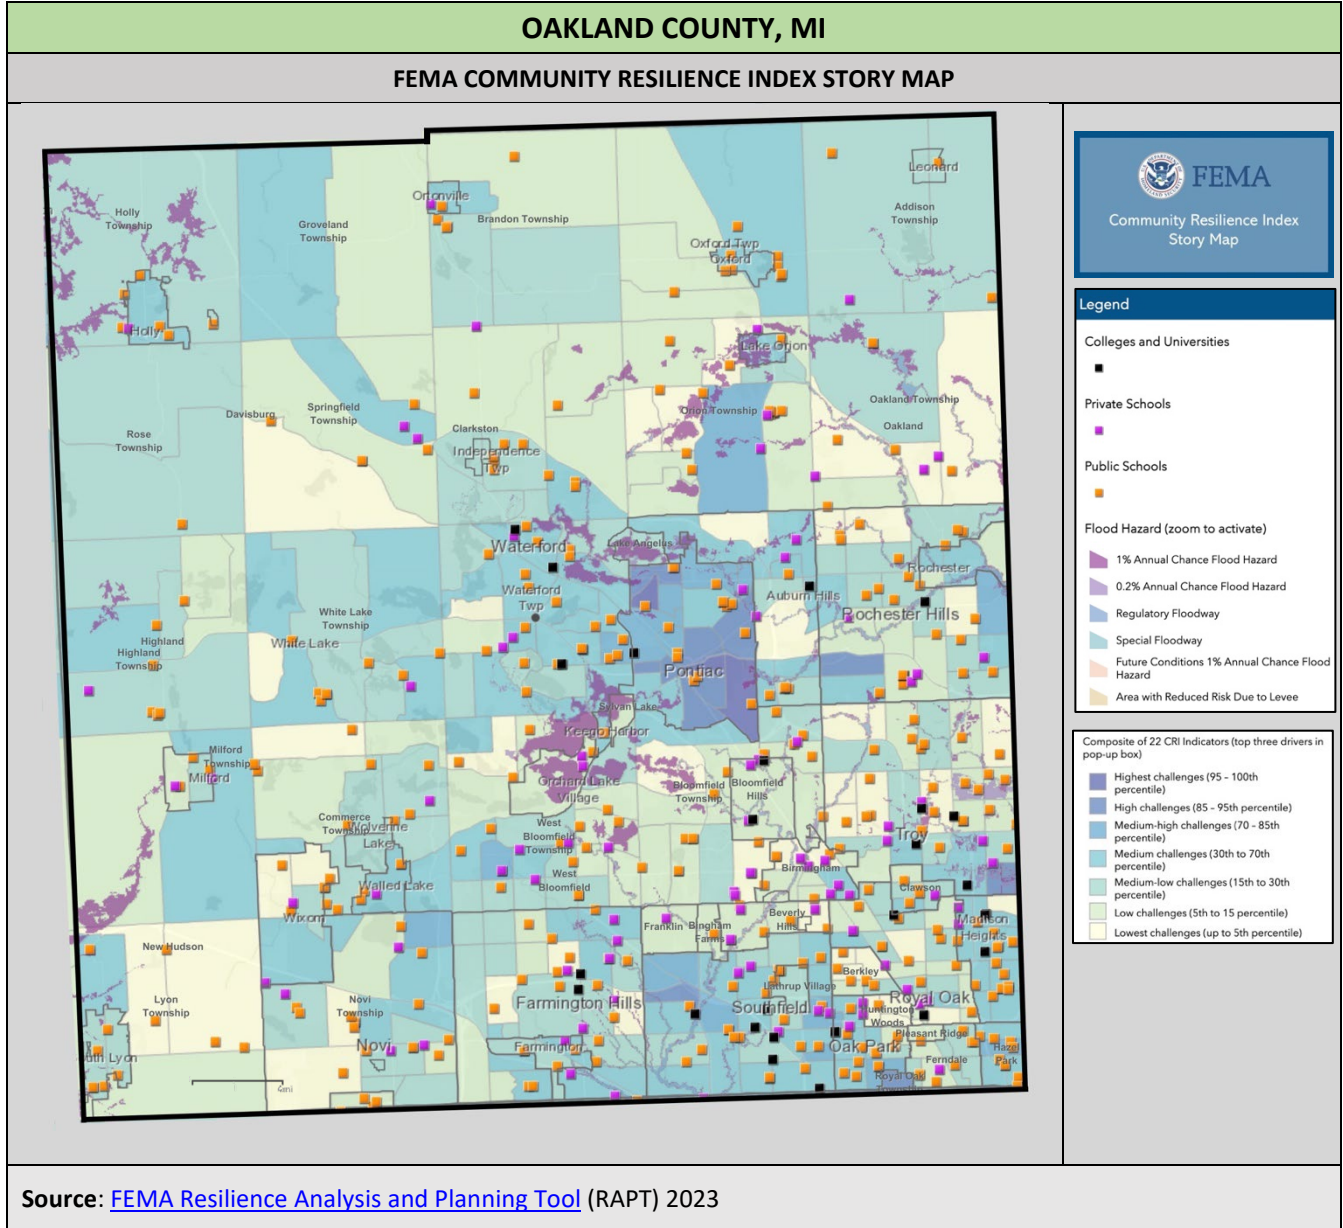 OAKLAND COUNTY, MI
FEMA COMMUNITY RESILIENCE INDEX STORY MAP
Leonard
Holly
Township
Ortonville
Brandon Township
Addison
Township
Groveland
Township
Oxford Twp
Oxford
Holly
Lake Orion
Davisburg
Springfield
Township
Orion Township
Oakland Township
Oakland
Rose
Township
Clarkston
Independence
Twp
Waterford
Lake Angelus
Rochester
Waterford
Twp
Auburn Hills
Rochester Hills
White Lake
Township
White Lake
Highland
Highland
Township
Pontiac
Sylvan Lake
Keego Harbor
Milford
Township
Milford
Orchard Lake
Village
Bloomfield
Township
Bloomfield
Hills
Commerce
Township
Wolverine
Lake
West
Bloomfield
Township
Troy
West
Bloomfield
Birmingham
Walled Lake
Clawson
Wixom
Franklin
Bingham
Farms
Beverly
Hills
Madison
Heights
New Hudson
Berkley
Lathrup Village
Farmington Hills
Southfield
Royal Oak
Lyon
Township
Novi
Township
Huntington
Woods
Pleasant Ridge
Novi
Farmington
Oak Park
Hazel
Park
South Lyon
Ferndale
Royal Oak
Township
4mi
FEMA
Community Resilience Index
Story Map
Legend
Colleges and Universities
Private Schools
Public Schools
Flood Hazard (zoom to activate)
1% Annual Chance Flood Hazard
0.2% Annual Chance Flood Hazard
Regulatory Floodway
Special Floodway
Future Conditions 1% Annual Chance Flood
Hazard
Area with Reduced Risk Due to Levee
Composite of 22 CRI Indicators (top three drivers in
pop-up box)
Highest challenges (95 - 100th
percentile)
High challenges (85 - 95th percentile)
Medium-high challenges (70 - 85th
percentile)
Medium challenges (30th to 70th
percentile)
Medium-low challenges (15th to 30th
percentile)
Low challenges (5th to 15 percentile)
Lowest challenges (up to 5th percentile)
Source: FEMA Resilience Analysis and Planning Tool (RAPT) 2023